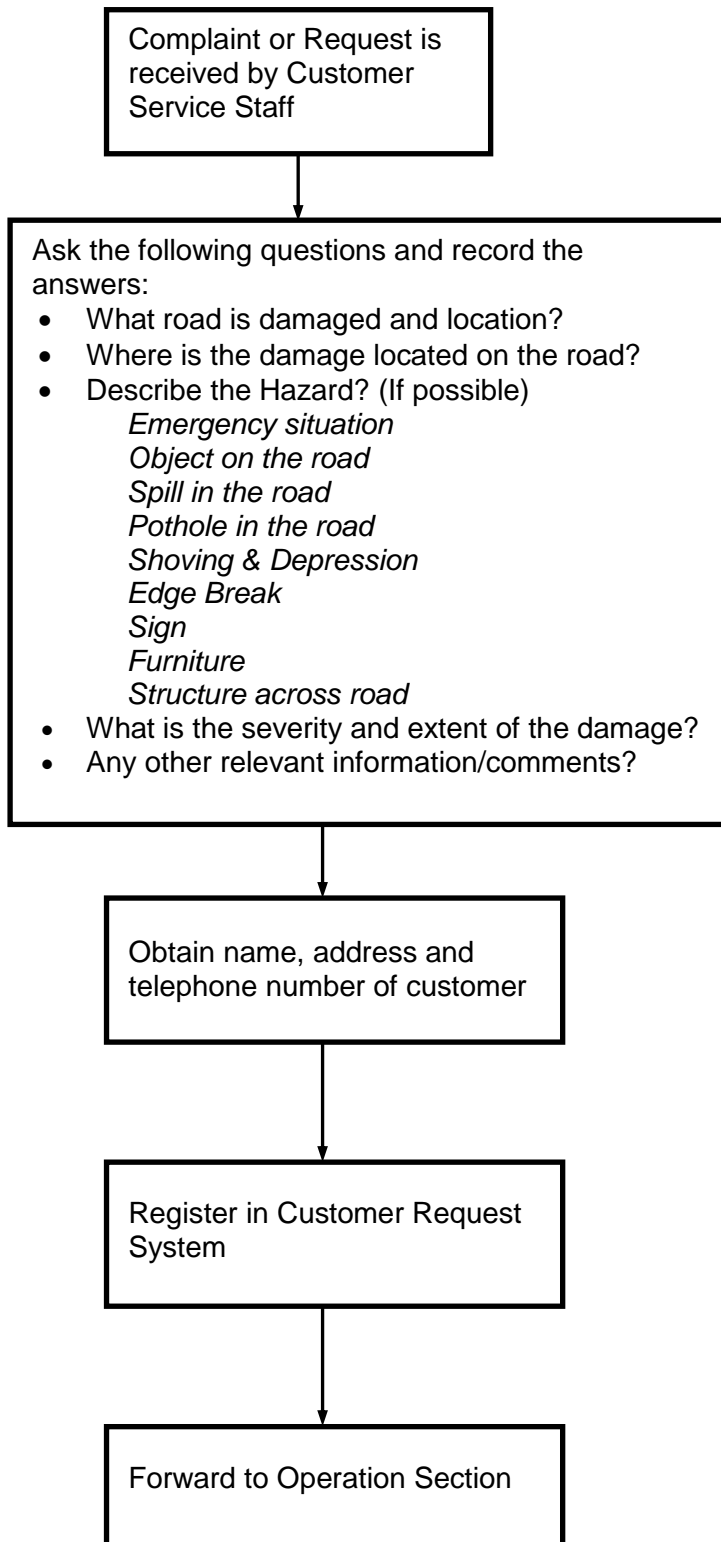 Complaint or Request is
received by Customer
Service Staff
Ask the following questions and record the
answers:
• What road is damaged and location?
• Where is the damage located on the road?
• Describe the Hazard? (If possible)
Emergency situation
Object on the road
Spill in the road
Pothole in the road
Shoving & Depression
Edge Break
Sign
Furniture
Structure across road
• What is the severity and extent of the damage?
• Any other relevant information/comments?
Obtain name, address and
telephone number of customer
Register in Customer Request
System
Forward to Operation Section